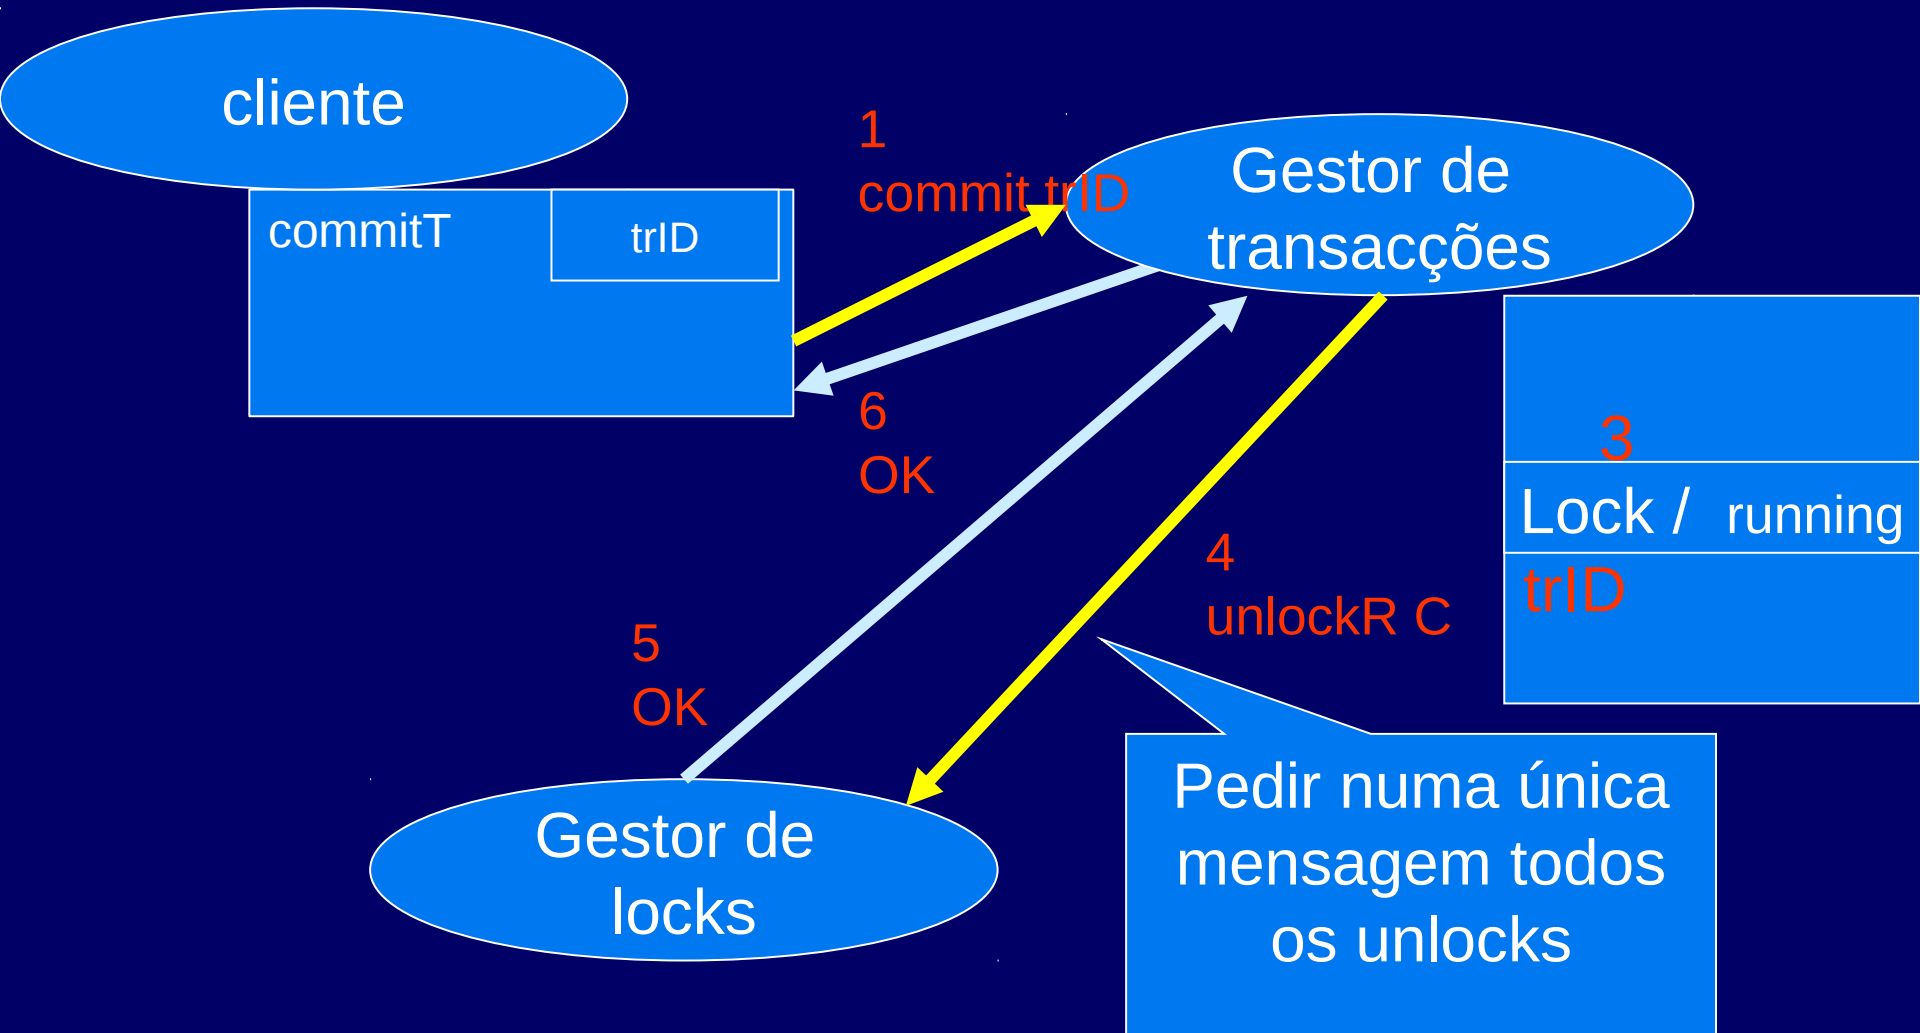 cliente
commitT
trID
1
commit trID
Gestor de
transacções
6
OK
3
Lock / running
trID
4
unlockR C
5
OK
Gestor de
locks
Pedir numa única
mensagem todos
os unlocks